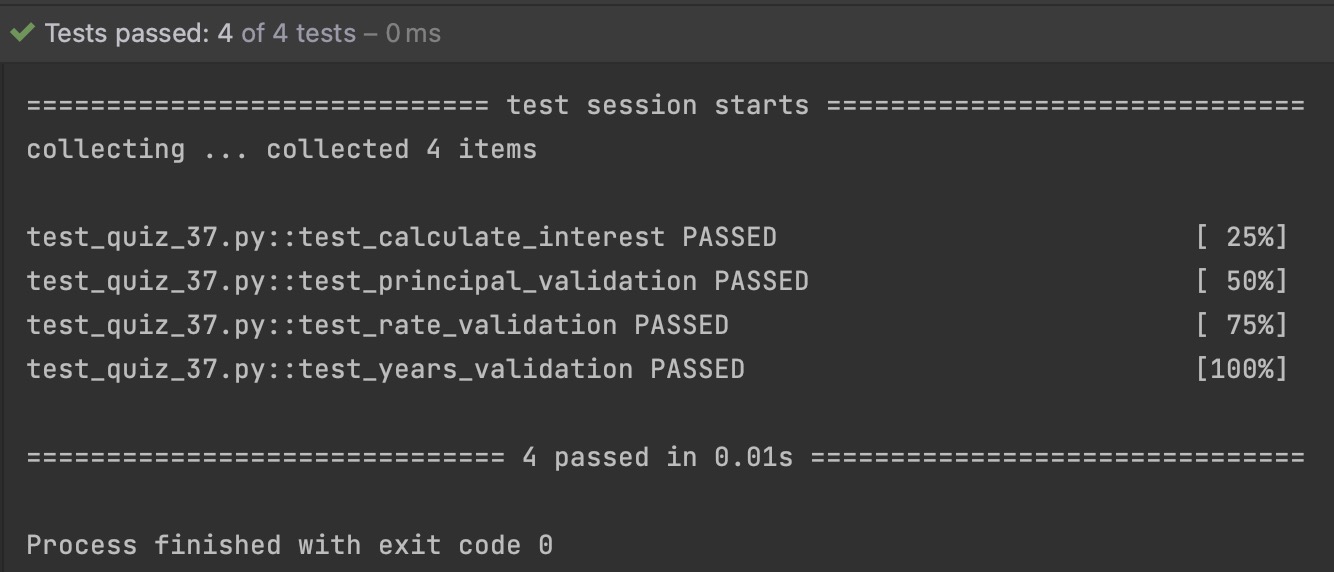 Tests passed: 4 of 4 tests – 0 ms
============================= test session starts ==============================
collecting ... collected 4 items
test_quiz_37.py::test_calculate_interest PASSED [ 25%]
test_quiz_37.py::test_principal_validation PASSED [ 50%]
test_quiz_37.py::test_rate_validation PASSED [ 75%]
test_quiz_37.py::test_years_validation PASSED [100%]
============================== 4 passed in 0.01s ===============================
Process finished with exit code 0